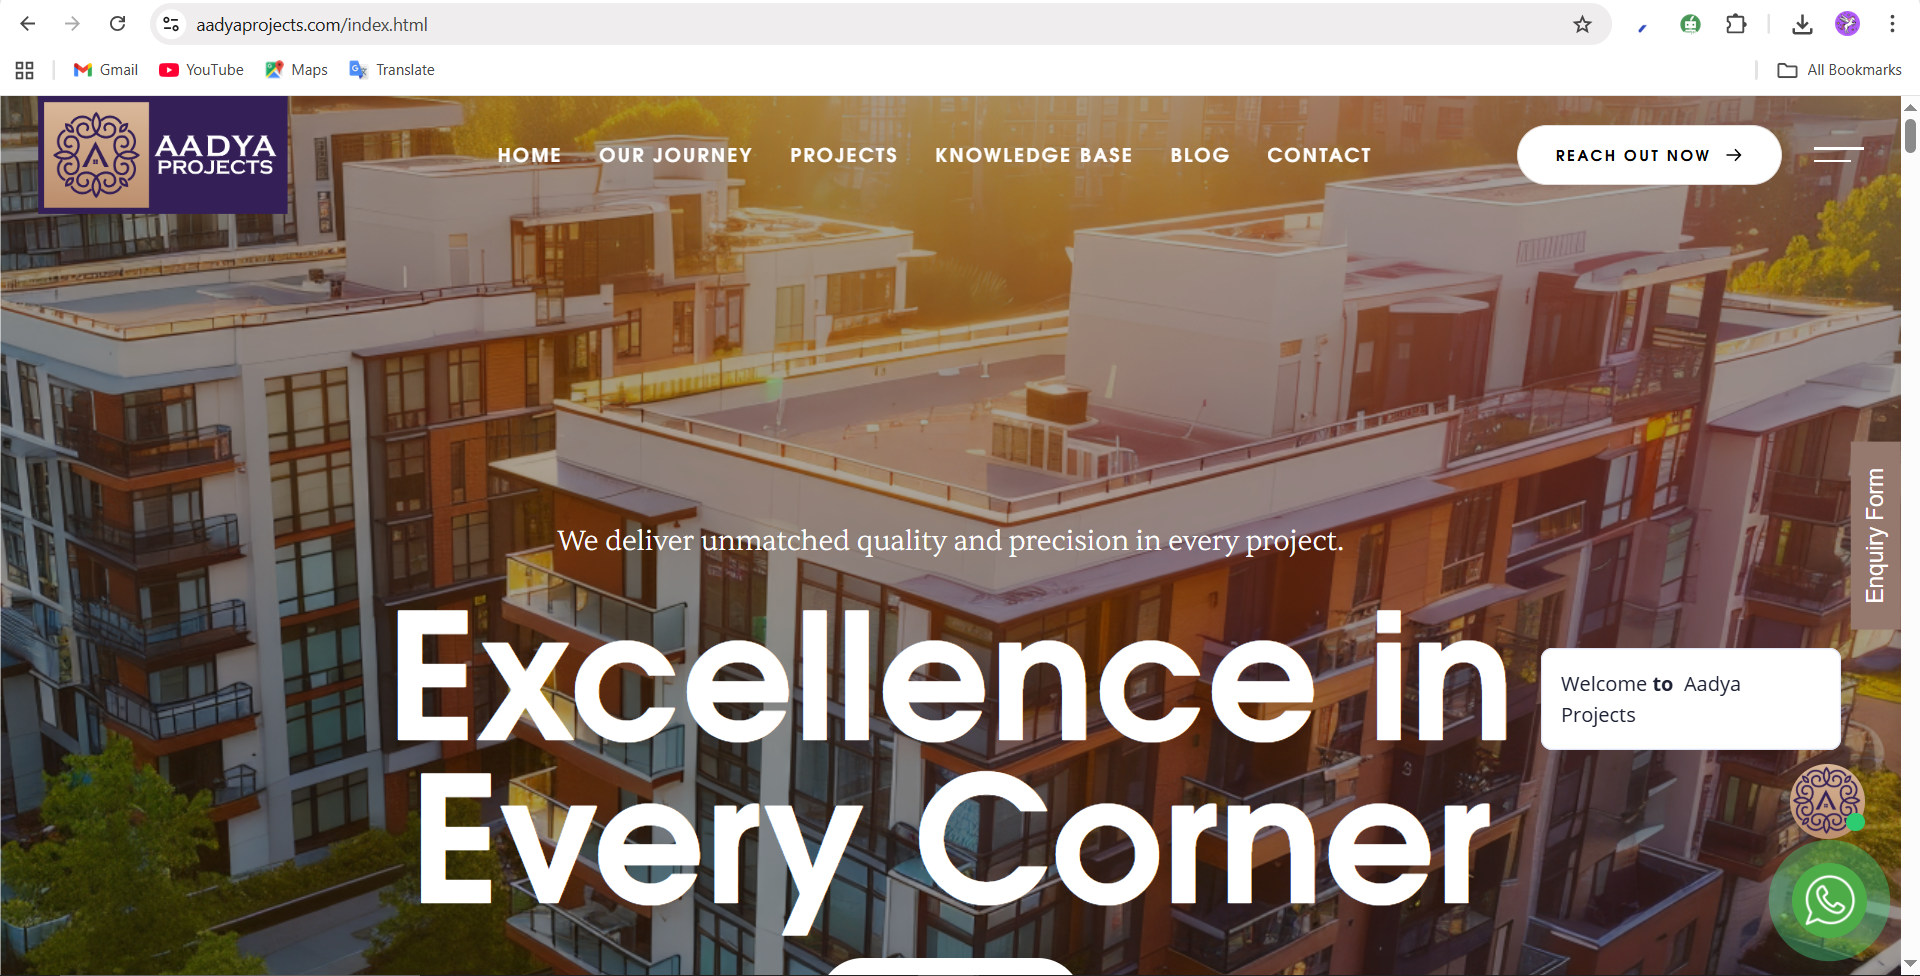 aadyaprojects.com/index.html
Gmail
YouTube
Maps
Translate
All Bookmarks
AADYA
PROJECTS
HOME
OUR JOURNEY
PROJECTS
KNOWLEDGE BASE
BLOG
CONTACT
REACH OUT NOW →
We deliver unmatched quality and precision in every project.
Excellence in
Every Corner
Enquiry Form
Welcome to Aadya
Projects